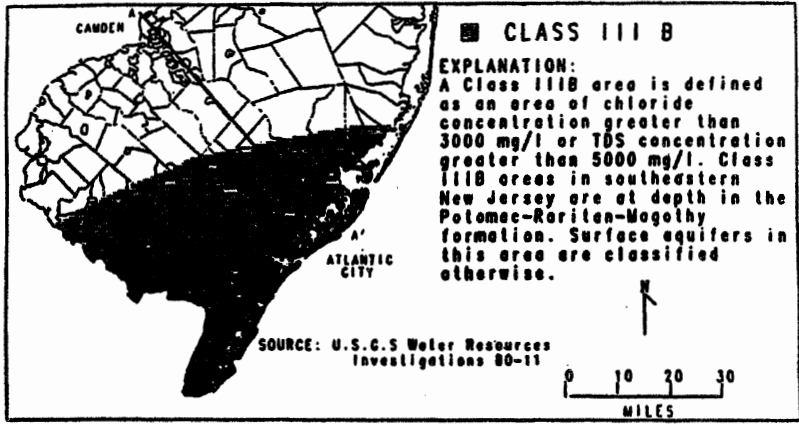 CAMDEN
A
CLASS III B
EXPLANATION:
A Class IIIB area is defined
as an area of chloride
concentration greater than
3000 mg/l or TDS concentration
greater than 5000 mg/l. Class
IIIB areas in southeastern
New Jersey are at depth in the
Potomac-Raritan-Magothy
formation. Surface aquifers in
this area are classified
otherwise.
A'
ATLANTIC
CITY
N
SOURCE: U.S.G.S Water Resources
Investigations 80-11
0 10 20 30
MILES